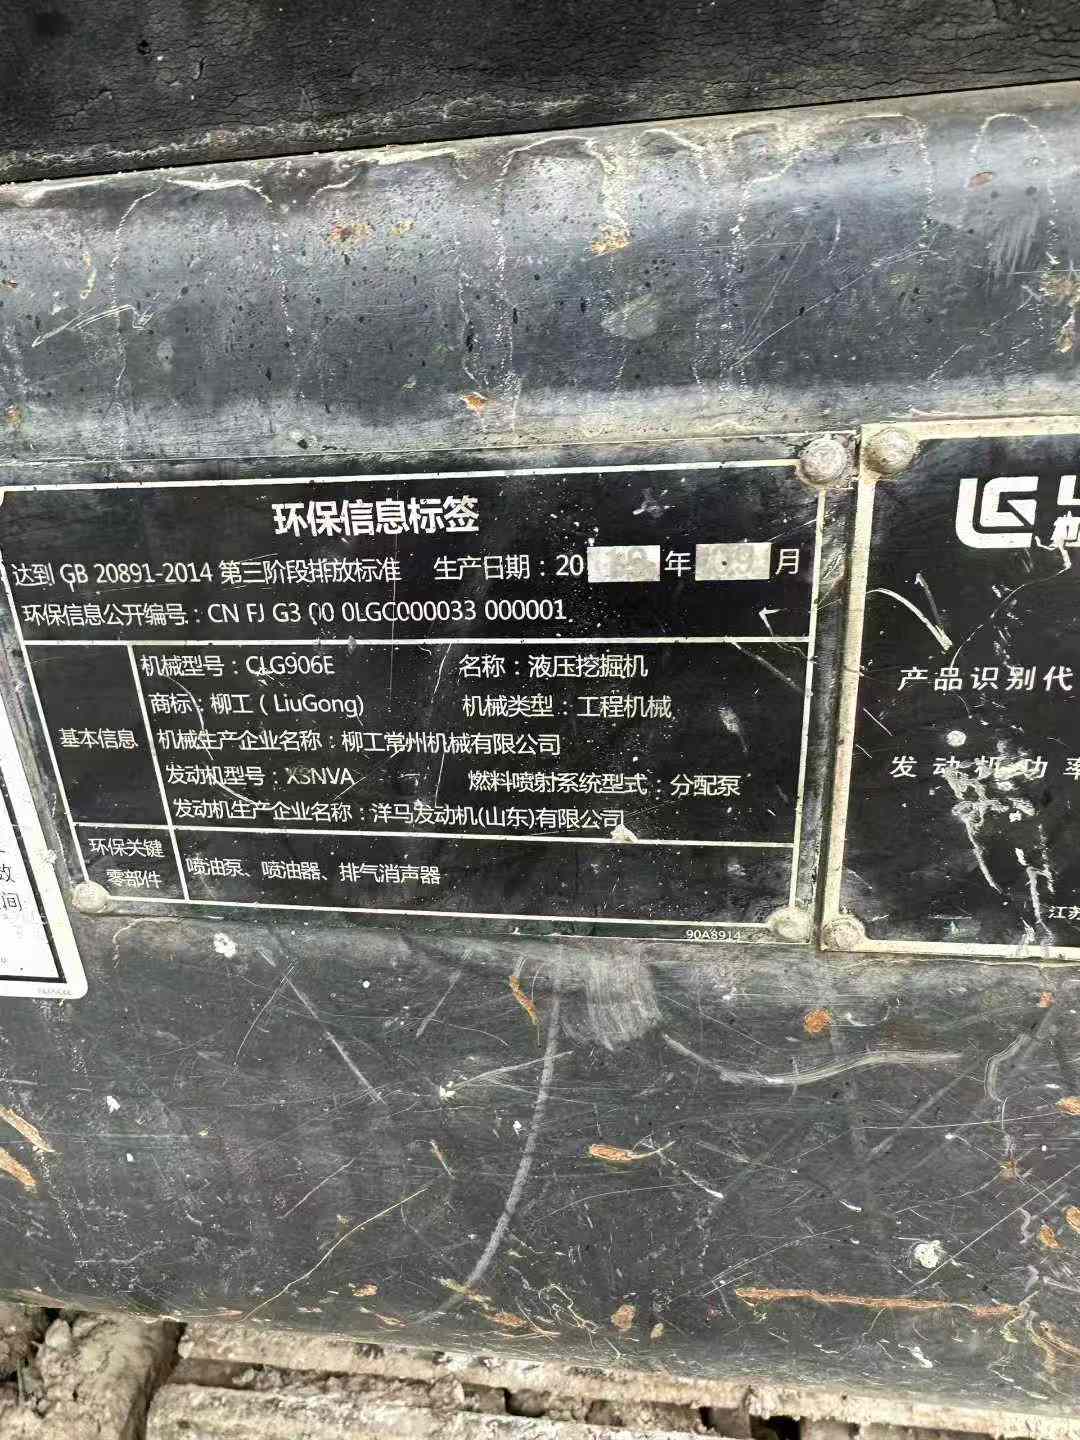 环保信息标签
达到 GB 20891-2014 第三阶段排放标准 生产日期：20 年 月
环保信息公开编号：CN FJ G3 00 0LGC000033 000001
机械型号：CLG906E 名称：液压挖掘机
商标：柳工（LiuGong） 机械类型：工程机械
基本信息
机械生产企业名称：柳工常州机械有限公司
发动机型号：X3NVA 燃料喷射系统型式：分配泵
发动机生产企业名称：洋马发动机(山东)有限公司
环保关键
零部件
喷油泵、喷油器、排气消声器
90A8914
LG
产品识别代
发动机功率
江苏
间